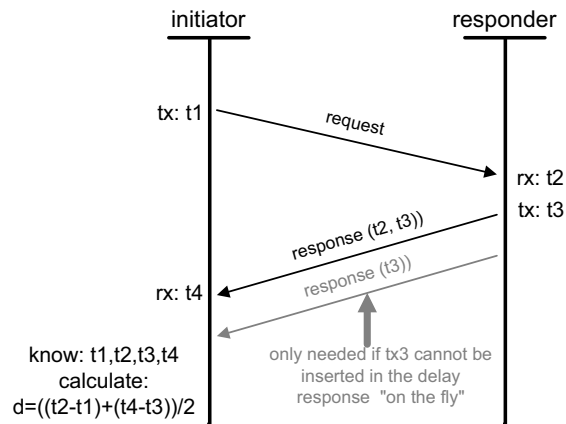 initiator
responder
tx: t1
request
rx: t2
tx: t3
response (t2, t3))
response (t3))
rx: t4
know: t1,t2,t3,t4
calculate:
d=((t2-t1)+(t4-t3))/2
only needed if tx3 cannot be
inserted in the delay
response "on the fly"